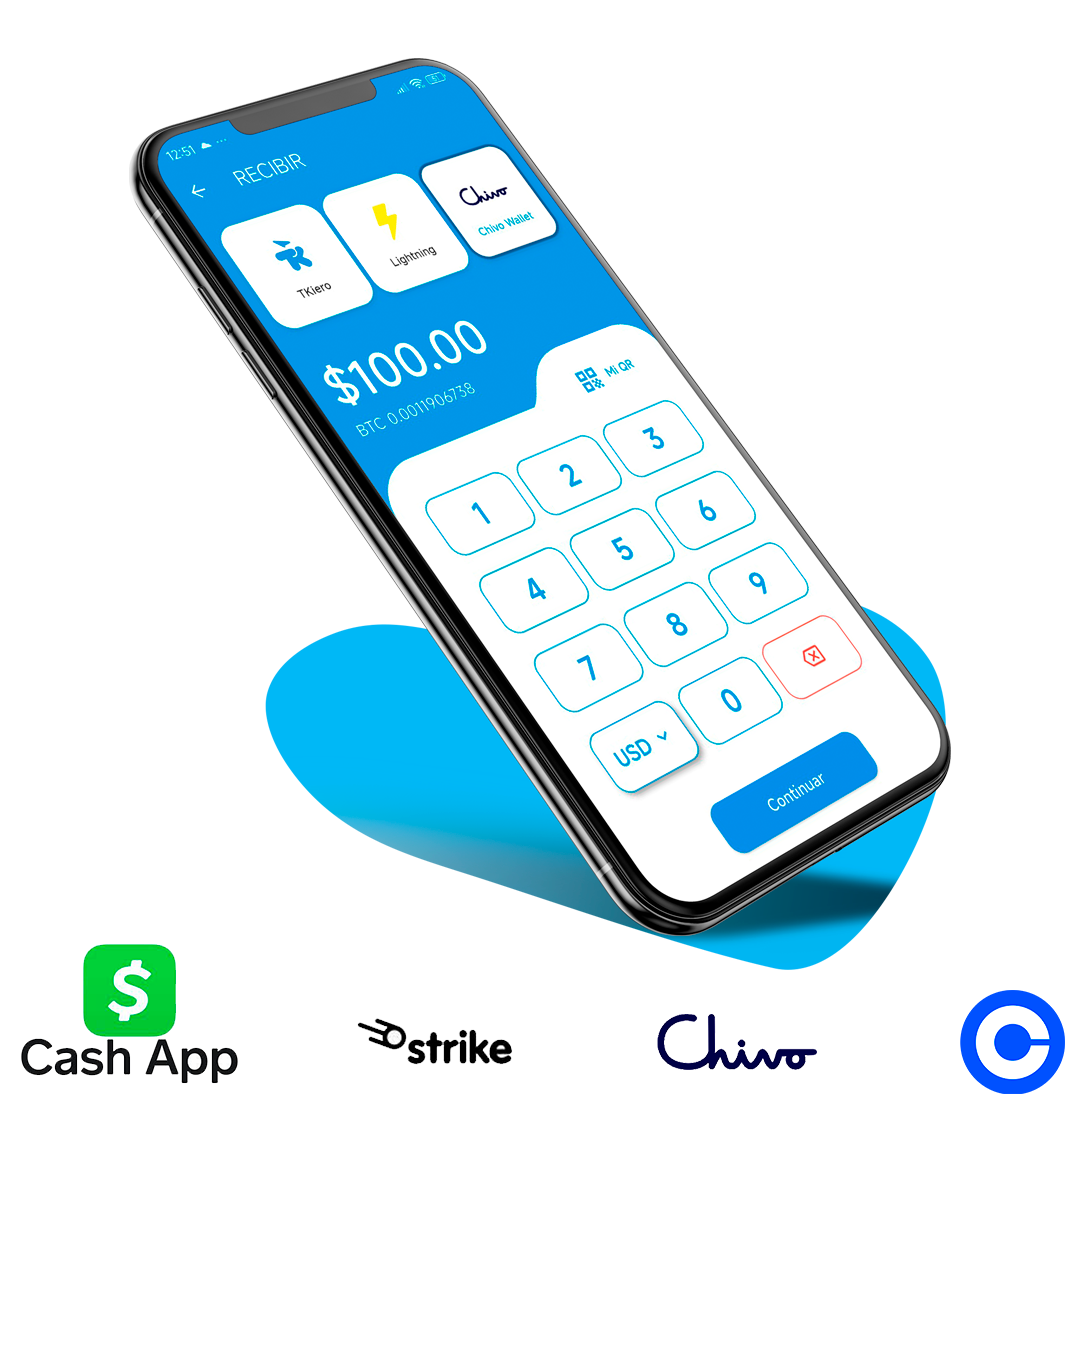 12:51
RECIBIR
TKiero
Lightning
Chivo
Chivo Wallet
$100.00
BTC 0.0011906738
Mi QR
1
2
3
4
5
6
7
8
9
USD
0
Continuar
$
Cash App
strike
Chivo